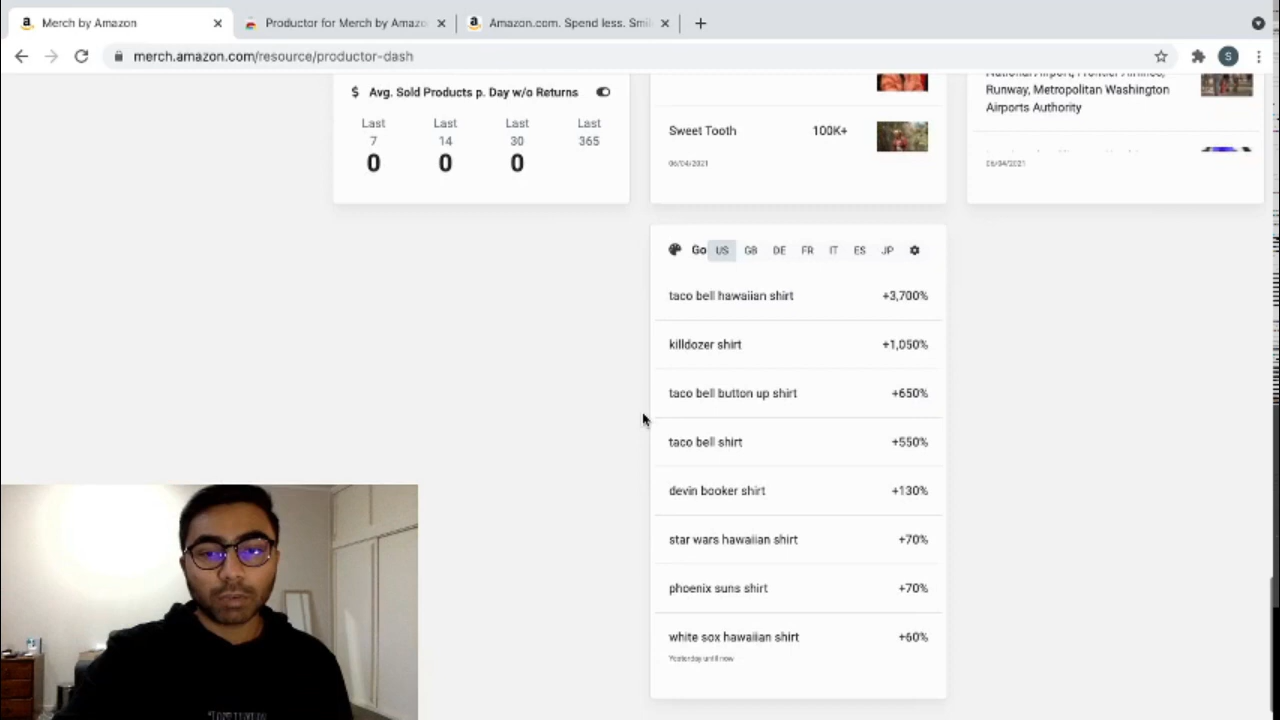 Merch by Amazon
Productor for Merch by Amazo
Amazon.com. Spend less. Smil
merch.amazon.com/resource/productor-dash
S
$ Avg. Sold Products p. Day w/o Returns
Last 7
Last 14
Last 30
Last 365
0 0 0
Sweet Tooth 100K+
06/04/2021
National Airport, Frontier Airlines,
Runway, Metropolitan Washington
Airports Authority
06/04/2021
Go US GB DE FR IT ES JP
taco bell hawaiian shirt +3,700%
killdozer shirt +1,050%
taco bell button up shirt +650%
taco bell shirt +550%
devin booker shirt +130%
star wars hawaiian shirt +70%
phoenix suns shirt +70%
white sox hawaiian shirt +60%
Yesterday until now